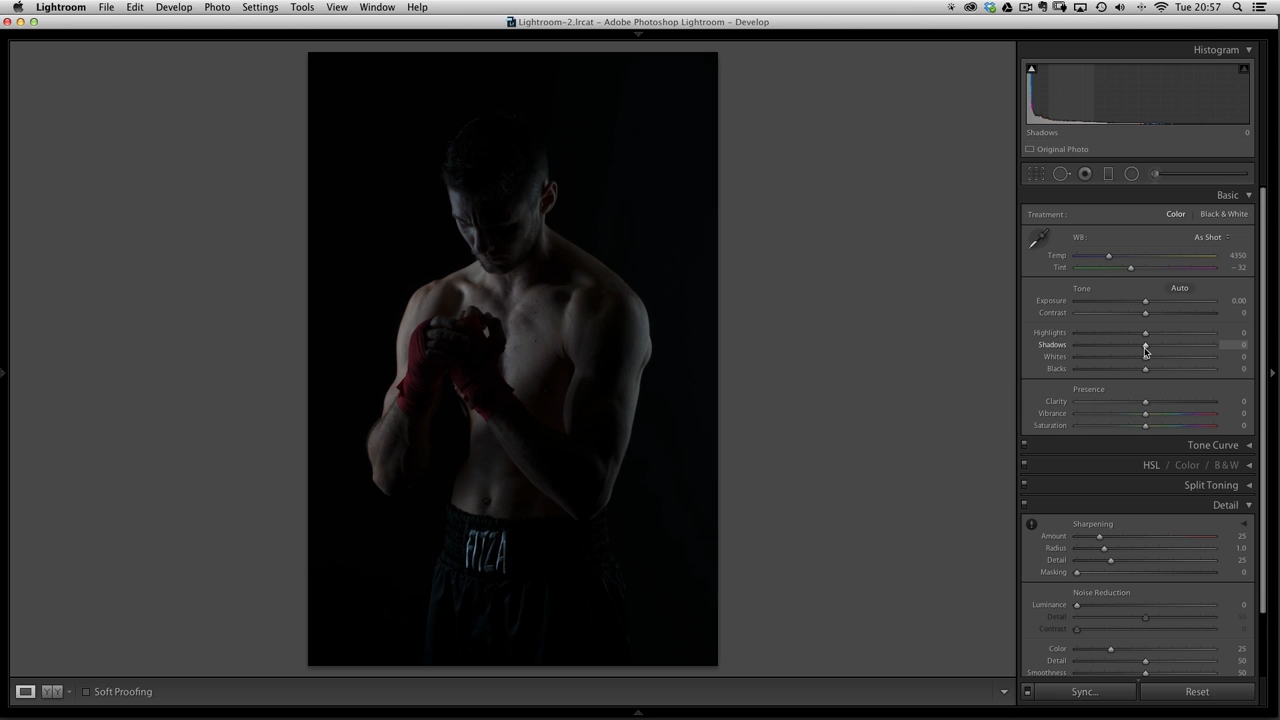 Lightroom File Edit Develop Photo Settings Tools View Window Help Tue 20:57
Lightroom-2.lrcat – Adobe Photoshop Lightroom – Develop
Histogram
Shadows 0
Original Photo
Basic
Treatment : Color Black & White
WB : As Shot
Temp 4350
Tint – 32
Tone Auto
Exposure 0.00
Contrast 0
Highlights 0
Shadows 0
Whites 0
Blacks 0
Presence
Clarity 0
Vibrance 0
Saturation 0
Tone Curve
HSL / Color / B & W
Split Toning
Detail
Sharpening
Amount 25
Radius 1.0
Detail 25
Masking 0
Noise Reduction
Luminance 0
Detail 50
Contrast 0
Color 25
Detail 50
Smoothness 50
YY Soft Proofing Sync... Reset